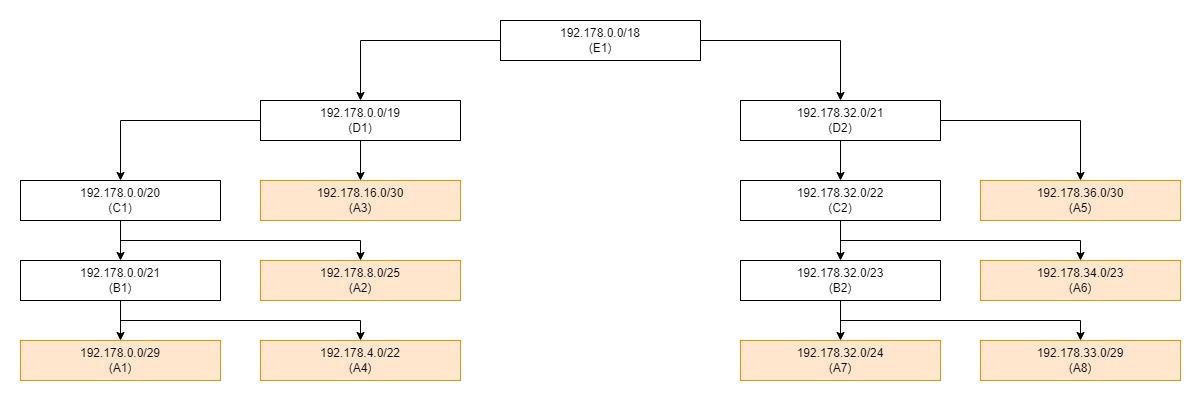 192.178.0.0/18
(E1)
192.178.0.0/19
(D1)
192.178.32.0/21
(D2)
192.178.0.0/20
(C1)
192.178.16.0/30
(A3)
192.178.32.0/22
(C2)
192.178.36.0/30
(A5)
192.178.0.0/21
(B1)
192.178.8.0/25
(A2)
192.178.32.0/23
(B2)
192.178.34.0/23
(A6)
192.178.0.0/29
(A1)
192.178.4.0/22
(A4)
192.178.32.0/24
(A7)
192.178.33.0/29
(A8)